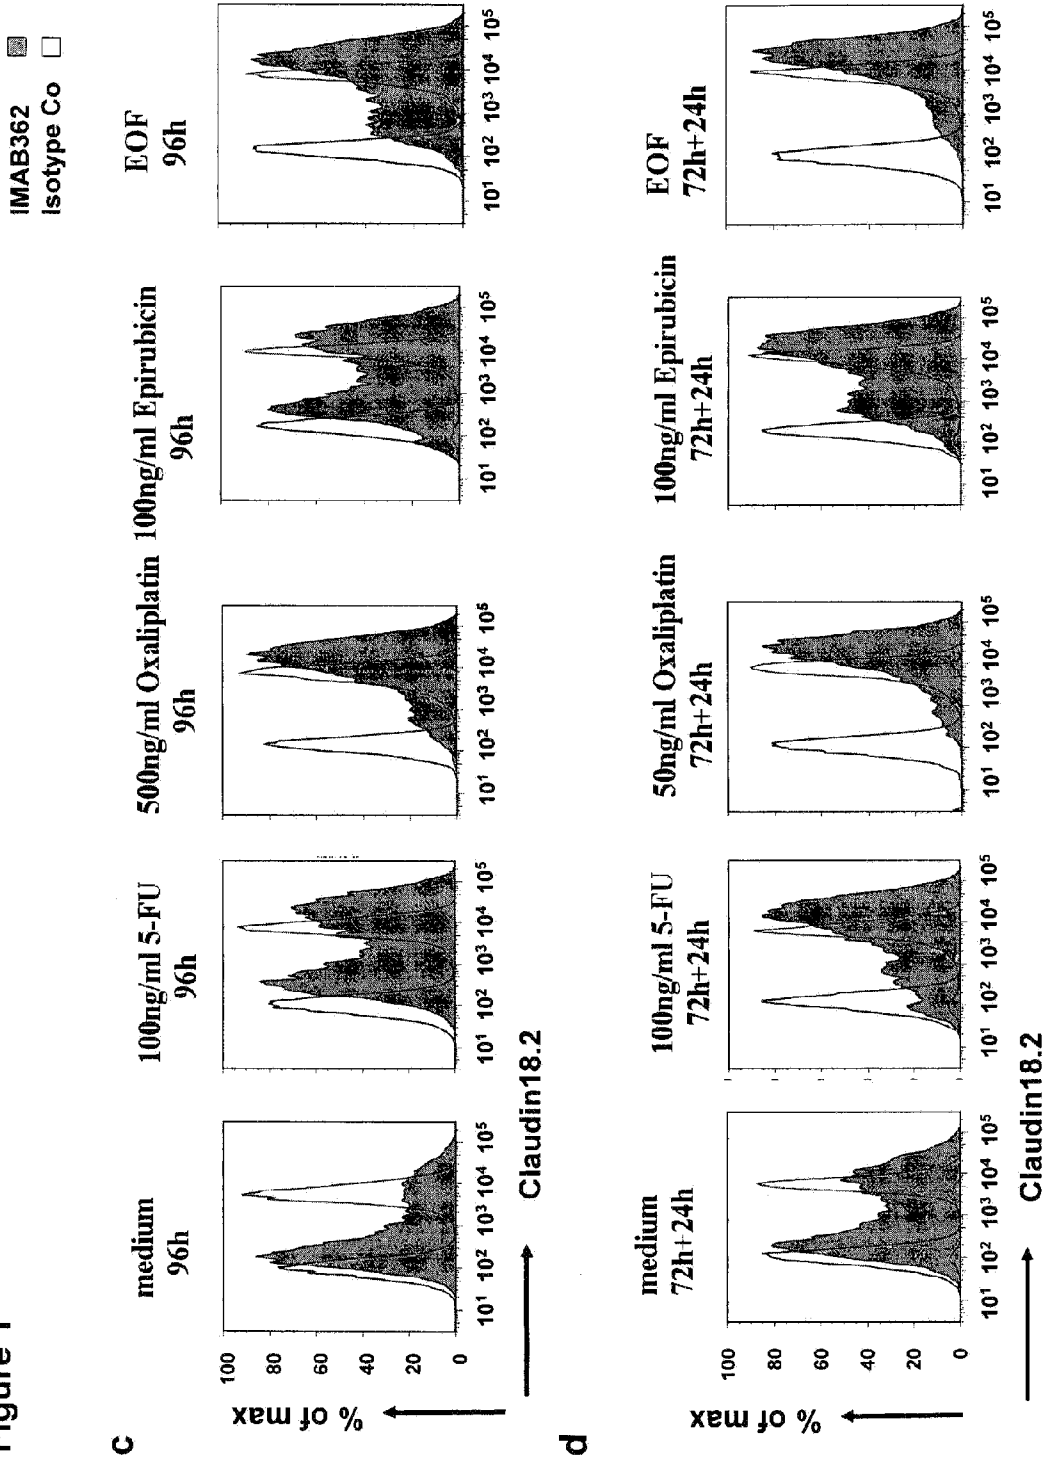 Figure 1
IMAB362
Isotype Co
c
medium
96h
100ng/ml 5-FU
96h
500ng/ml Oxaliplatin
96h
100ng/ml Epirubicin
96h
EOF
96h
% of max
100
80
60
40
20
0
10¹ 10² 10³ 10⁴ 10⁵
10¹ 10² 10³ 10⁴ 10⁵
10¹ 10² 10³ 10⁴ 10⁵
10¹ 10² 10³ 10⁴ 10⁵
10¹ 10² 10³ 10⁴ 10⁵
Claudin18.2
d
medium
72h+24h
100ng/ml 5-FU
72h+24h
50ng/ml Oxaliplatin
72h+24h
100ng/ml Epirubicin
72h+24h
EOF
72h+24h
% of max
100
80
60
40
20
0
10¹ 10² 10³ 10⁴ 10⁵
10¹ 10² 10³ 10⁴ 10⁵
10¹ 10² 10³ 10⁴ 10⁵
10¹ 10² 10³ 10⁴ 10⁵
10¹ 10² 10³ 10⁴ 10⁵
Claudin18.2